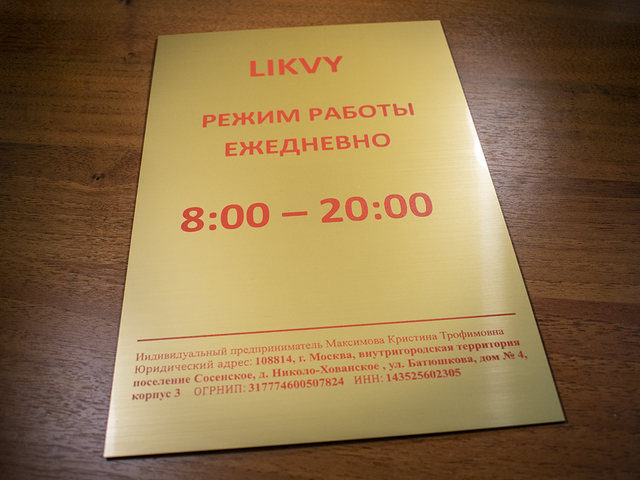 LIKVY
РЕЖИМ РАБОТЫ
ЕЖЕДНЕВНО
8:00 – 20:00
Индивидуальный предприниматель Максимова Кристина Трофимовна
Юридический адрес: 108814, г. Москва, внутригородская территория
поселение Сосенское, д. Николо-Хованское , ул. Батюшкова, дом № 4,
корпус 3 ОГРНИП: 317774600507824 ИНН: 143525602305